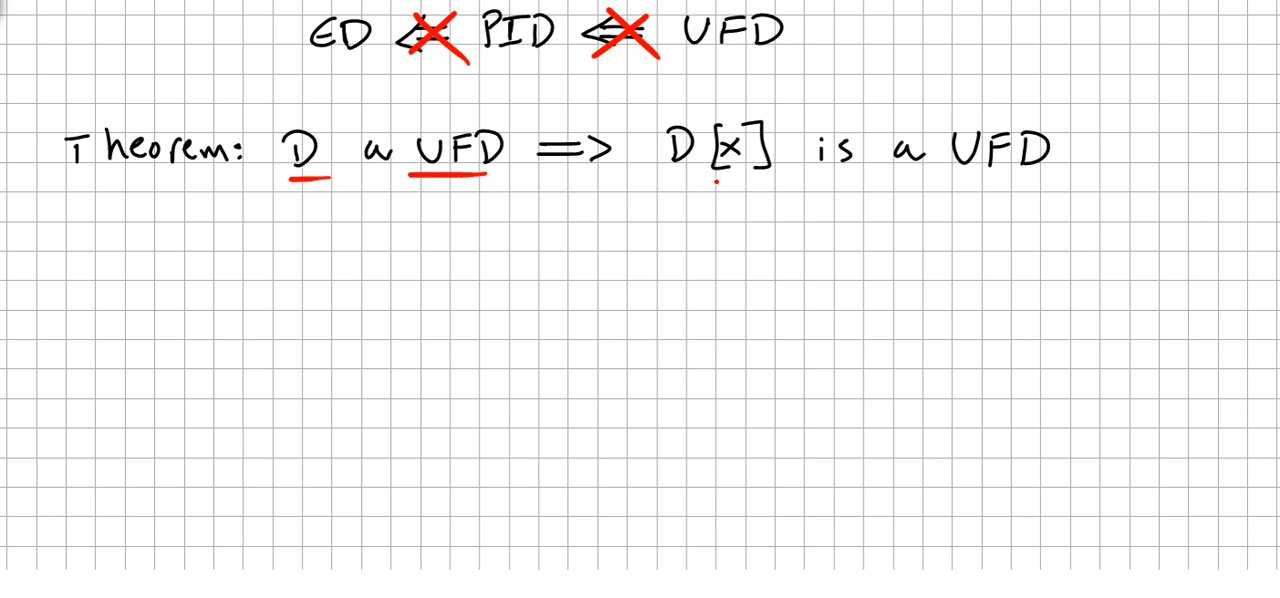 ED ⇐ PID ⇐ UFD
Theorem: D a UFD => D[x] is a UFD